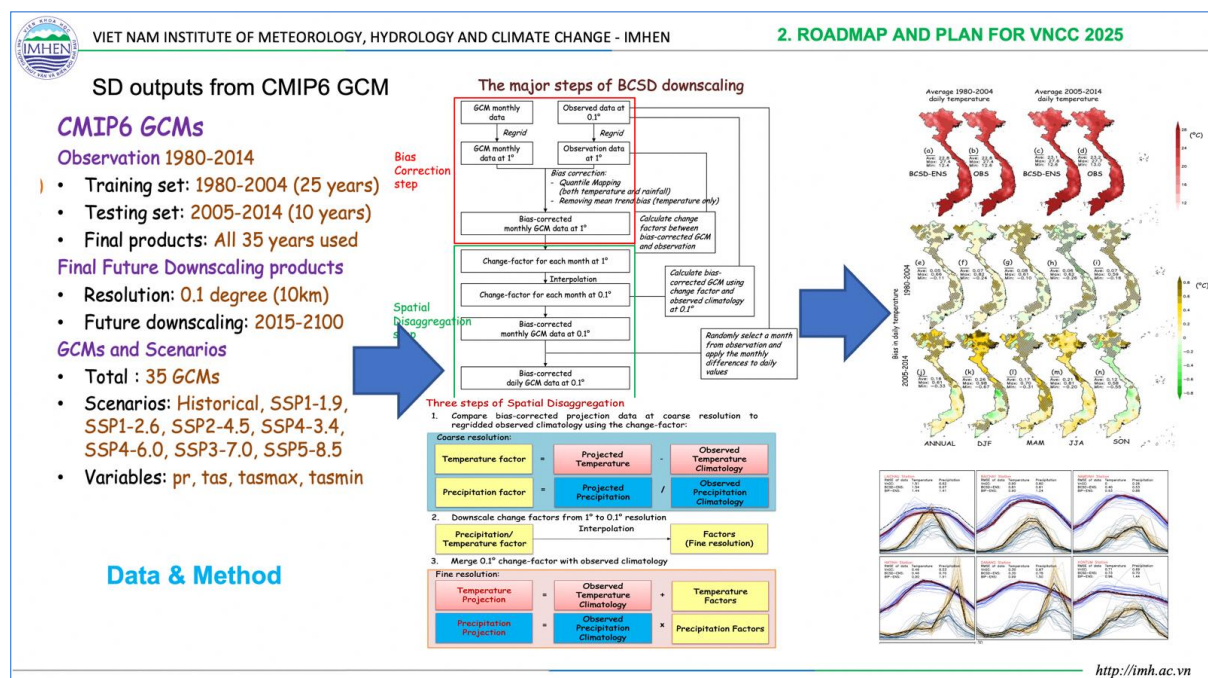 IMHEN
VIET NAM INSTITUTE OF METEOROLOGY, HYDROLOGY AND CLIMATE CHANGE - IMHEN
2. ROADMAP AND PLAN FOR VNCC 2025
SD outputs from CMIP6 GCM
CMIP6 GCMs
Observation 1980-2014
• Training set: 1980-2004 (25 years)
• Testing set: 2005-2014 (10 years)
• Final products: All 35 years used
Final Future Downscaling products
• Resolution: 0.1 degree (10km)
• Future downscaling: 2015-2100
GCMs and Scenarios
• Total : 35 GCMs
• Scenarios: Historical, SSP1-1.9,
SSP1-2.6, SSP2-4.5, SSP4-3.4,
SSP4-6.0, SSP3-7.0, SSP5-8.5
• Variables: pr, tas, tasmax, tasmin
Data & Method
The major steps of BCSD downscaling
Bias
Correction
step
GCM monthly
data
Observed data at
0.1°
Regrid
Regrid
GCM monthly
data at 1°
Observation
data at 1°
Bias correction:
- Quantile Mapping
(both temperature and rainfall)
- Removing mean trend bias (temperature only)
Bias-corrected
monthly GCM data at 1°
Calculate change
factors between
bias-corrected GCM
and observation
Spatial
Disaggregation
Change-factor for each month at 1°
Interpolation
Change-factor for each month at 0.1°
Calculate bias-
corrected GCM using
change factor and
observed climatology
at 0.1°
Bias-corrected
monthly GCM data at 0.1°
Randomly select a month
from observation and
apply the monthly
differences to daily
values
Bias-corrected
daily GCM data at 0.1°
Three steps of Spatial Disaggregation
1. Compare bias-corrected projection data at coarse resolution to
regridded observed climatology using the change-factor:
Coarse resolution:
Temperature factor = Projected Temperature - Observed Temperature Climatology
Precipitation factor = Projected Precipitation / Observed Precipitation Climatology
2. Downscale change factors from 1° to 0.1° resolution
Precipitation/
Temperature factor
Interpolation
Factors
(Fine resolution)
3. Merge 0.1° change-factor with observed climatology
Fine resolution:
Temperature Projection = Observed Temperature Climatology + Temperature Factors
Precipitation Projection = Observed Precipitation Climatology × Precipitation Factors
Average 1980-2004
daily temperature
Average 2005-2014
daily temperature
(°C)
(a) (b) (c) (d)
BCSD-ENS OBS BCSD-ENS OBS
Bias in daily temperature
1980-2004
(e) (f) (g) (h) (i)
(°C)
0.8
0.4
0
-0.4
-0.8
2005-2014
(j) (k) (l) (m) (n)
ANNUAL DJF MAM JJA SON
http://imh.ac.vn